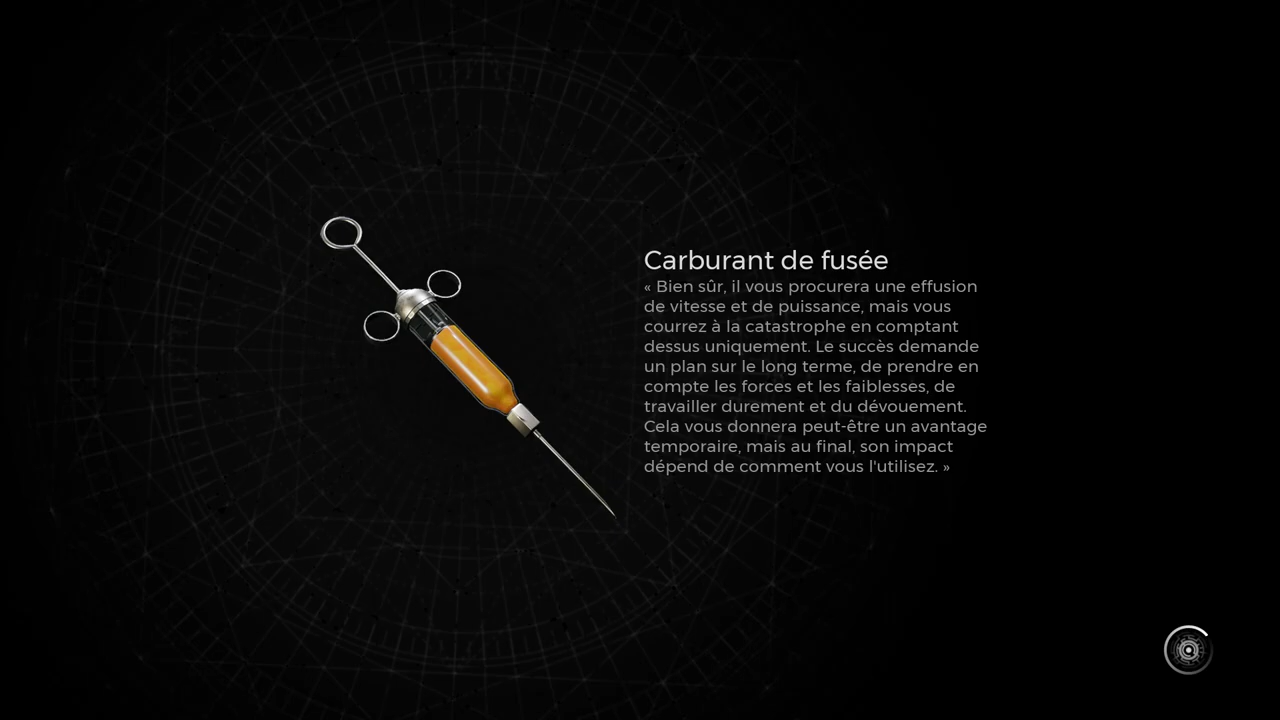 Carburant de fusée
« Bien sûr, il vous procurera une effusion
de vitesse et de puissance, mais vous
courrez à la catastrophe en comptant
dessus uniquement. Le succès demande
un plan sur le long terme, de prendre en
compte les forces et les faiblesses, de
travailler durement et du dévouement.
Cela vous donnera peut-être un avantage
temporaire, mais au final, son impact
dépend de comment vous l'utilisez. »